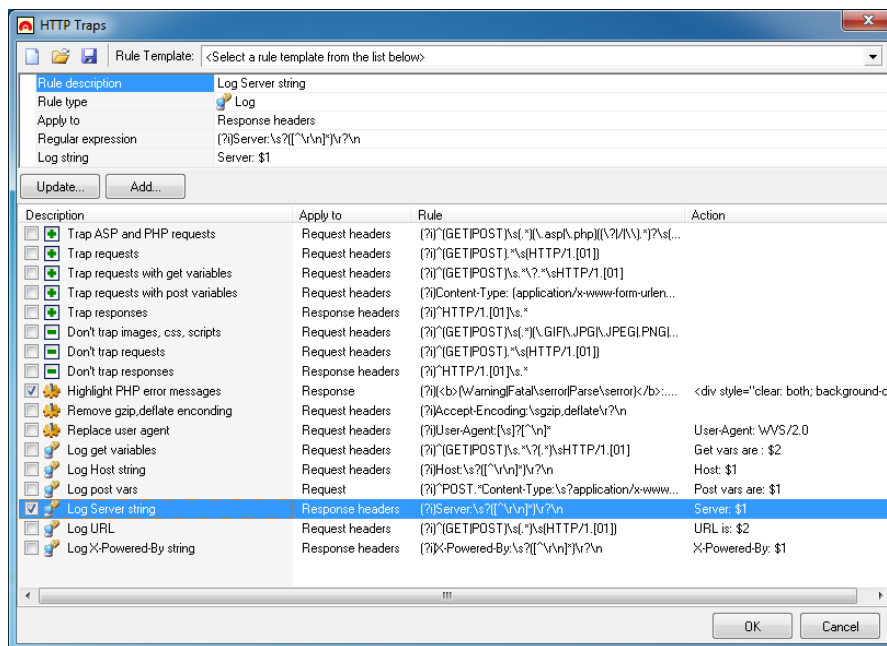 HTTP Traps
Rule Template: <Select a rule template from the list below>
Rule description Log Server string
Rule type Log
Apply to Response headers
Regular expression (?i)Server:\s?([^\r\n]*)\r?\n
Log string Server: $1
Update... Add...
Description Apply to Rule Action
Trap ASP and PHP requests Request headers (?i)^(GET|POST)\s(.*)(\.asp|\.php)((\?|/|\\).*)?\s(...
Trap requests Request headers (?i)^(GET|POST).*\s(HTTP/1.[01])
Trap requests with get variables Request headers (?i)^(GET|POST)\s.*\?.*\sHTTP/1.[01]
Trap requests with post variables Request headers (?i)Content-Type: (application/x-www-form-urlen...
Trap responses Response headers (?i)^HTTP/1.[01]\s.*
Don't trap images, css, scripts Request headers (?i)^(GET|POST)\s(.*)(\.GIF|\.JPG|\.JPEG|.PNG|...
Don't trap requests Request headers (?i)^(GET|POST).*\s(HTTP/1.[01])
Don't trap responses Response headers (?i)^HTTP/1.[01]\s.*
Highlight PHP error messages Response (?i)(<b>(Warning|Fatal\serror|Parse\serror)</b>:.... <div style="clear: both; background-c
Remove gzip,deflate enconding Request headers (?i)Accept-Encoding:\sgzip,deflate\r?\n
Replace user agent Request headers (?i)User-Agent:[\s]?[^\n]* User-Agent: WVS/2.0
Log get variables Request headers (?i)^(GET|POST)\s.*\?(.*)\sHTTP/1.[01] Get vars are : $2
Log Host string Request headers (?i)Host:\s?([^\r\n]*)\r?\n Host: $1
Log post vars Request (?i)^POST.*Content-Type:\s?application/x-www... Post vars are: $1
Log Server string Response headers (?i)Server:\s?([^\r\n]*)\r?\n Server: $1
Log URL Request headers (?i)^(GET|POST)\s(.*)\s(HTTP/1.[01]) URL is: $2
Log X-Powered-By string Response headers (?i)X-Powered-By:\s?([^\r\n]*)\r?\n X-Powered-By: $1
OK Cancel